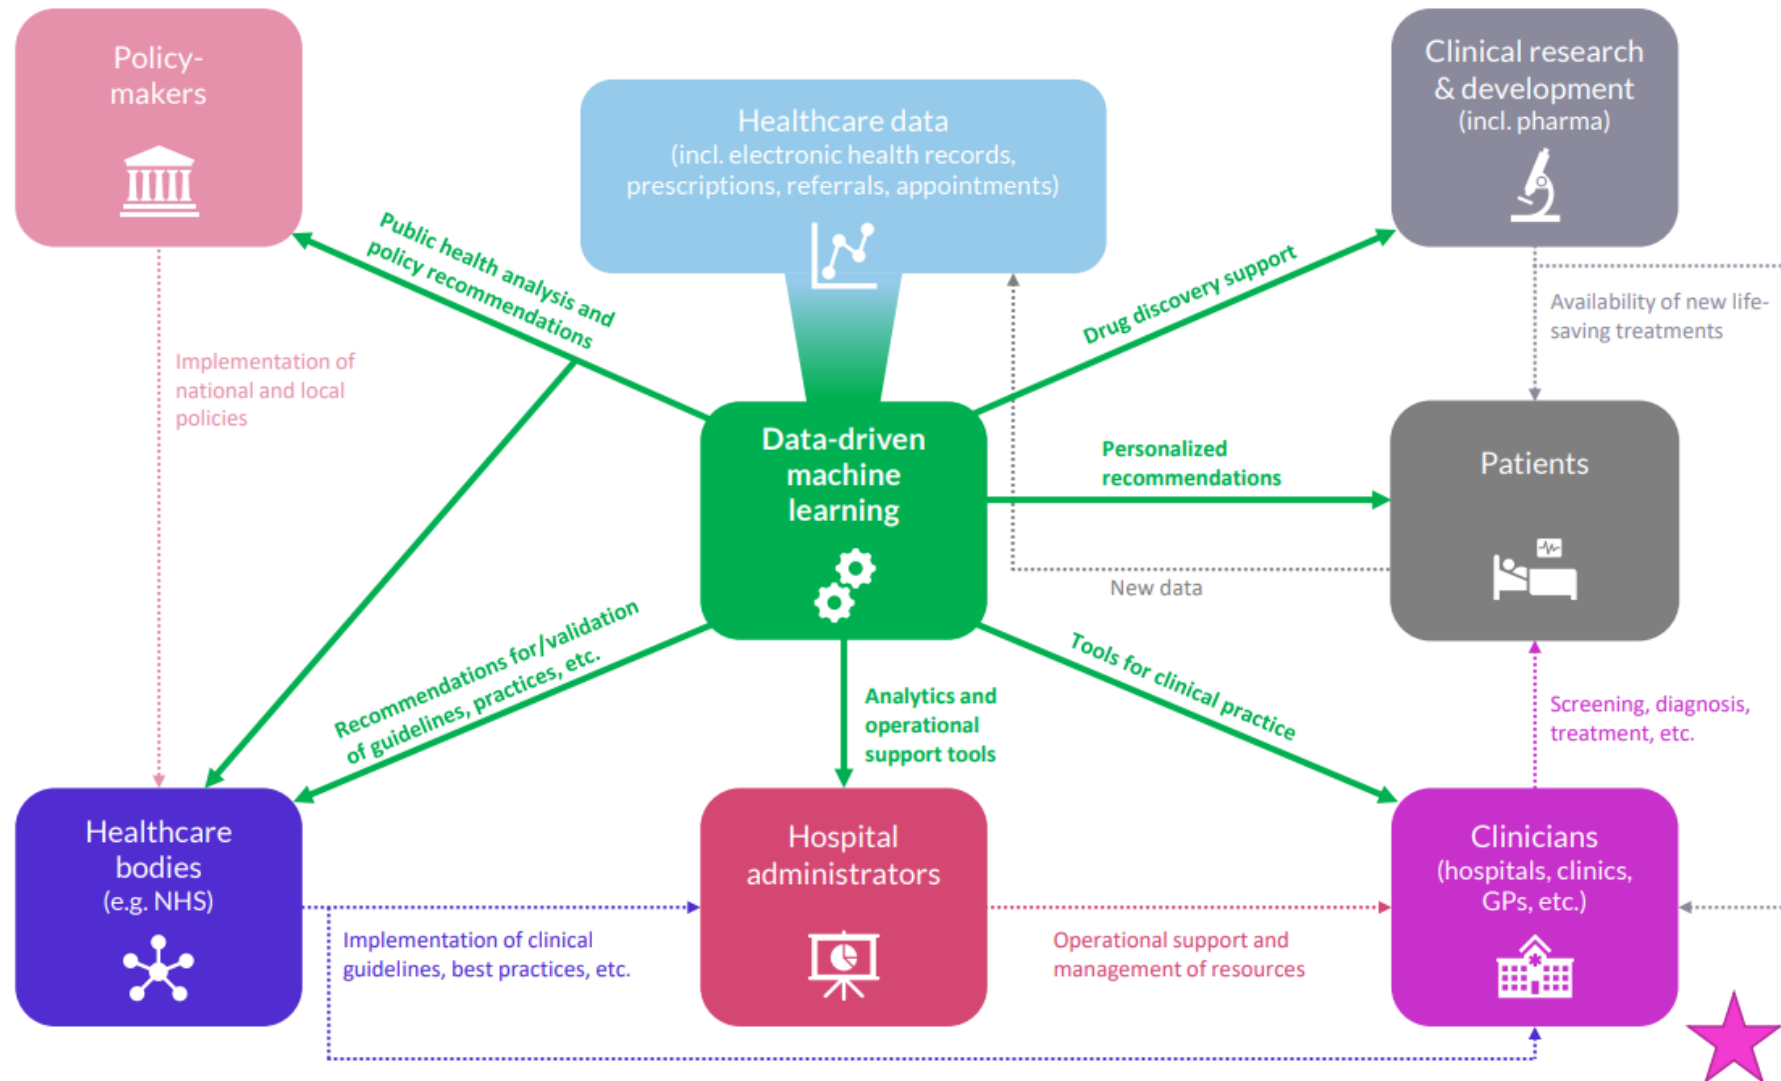 Policy-
makers
Healthcare data
(incl. electronic health records,
prescriptions, referrals, appointments)
Clinical research
& development
(incl. pharma)
Public health analysis and
policy recommendations
Drug discovery support
Availability of new life-
saving treatments
Implementation of
national and local
policies
Data-driven
machine
learning
Personalized
recommendations
Patients
New data
Recommendations for/validation
of guidelines, practices, etc.
Analytics and
operational
support tools
Tools for clinical practice
Screening, diagnosis,
treatment, etc.
Healthcare
bodies
(e.g. NHS)
Hospital
administrators
Clinicians
(hospitals, clinics,
GPs, etc.)
Implementation of clinical
guidelines, best practices, etc.
Operational support and
management of resources